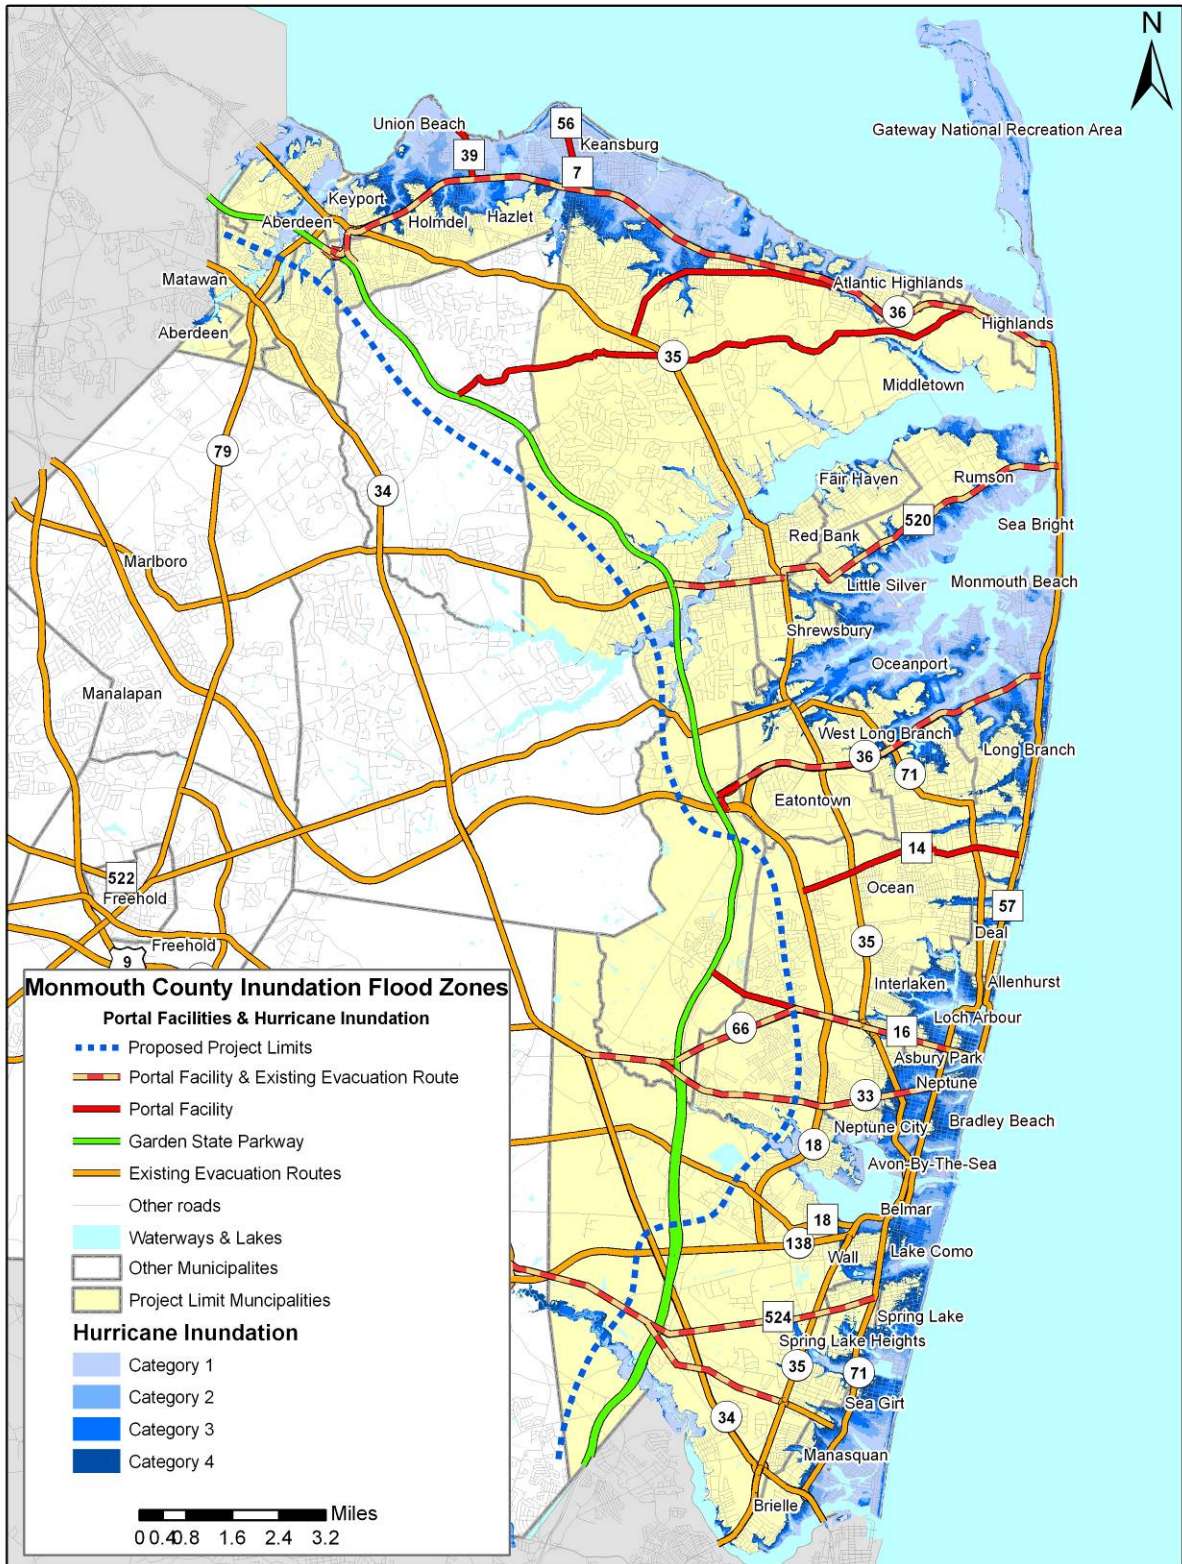 N
Gateway National Recreation Area
Union Beach
56
Keansburg
39
7
Keyport
Aberdeen
Holmdel
Hazlet
Matawan
Aberdeen
Atlantic Highlands
36
Highlands
35
Middletown
79
34
Fair Haven
Rumson
520
Sea Bright
Red Bank
Marlboro
Little Silver
Monmouth Beach
Shrewsbury
Oceanport
Manalapan
West Long Branch
Long Branch
36
71
Eatontown
14
522
Freehold
Ocean
57
Deal
Freehold
9
35
Interlaken
Allenhurst
Loch Arbour
66
16
Asbury Park
Neptune
33
Bradley Beach
Neptune City
18
Avon-By-The-Sea
Belmar
18
138
Wall
Lake Como
524
Spring Lake
Spring Lake Heights
35
71
Sea Girt
34
Manasquan
Brielle
Monmouth County Inundation Flood Zones
Portal Facilities & Hurricane Inundation
Proposed Project Limits
Portal Facility & Existing Evacuation Route
Portal Facility
Garden State Parkway
Existing Evacuation Routes
Other roads
Waterways & Lakes
Other Municipalites
Project Limit Muncipalities
Hurricane Inundation
Category 1
Category 2
Category 3
Category 4
Miles
0 0.4 0.8 1.6 2.4 3.2